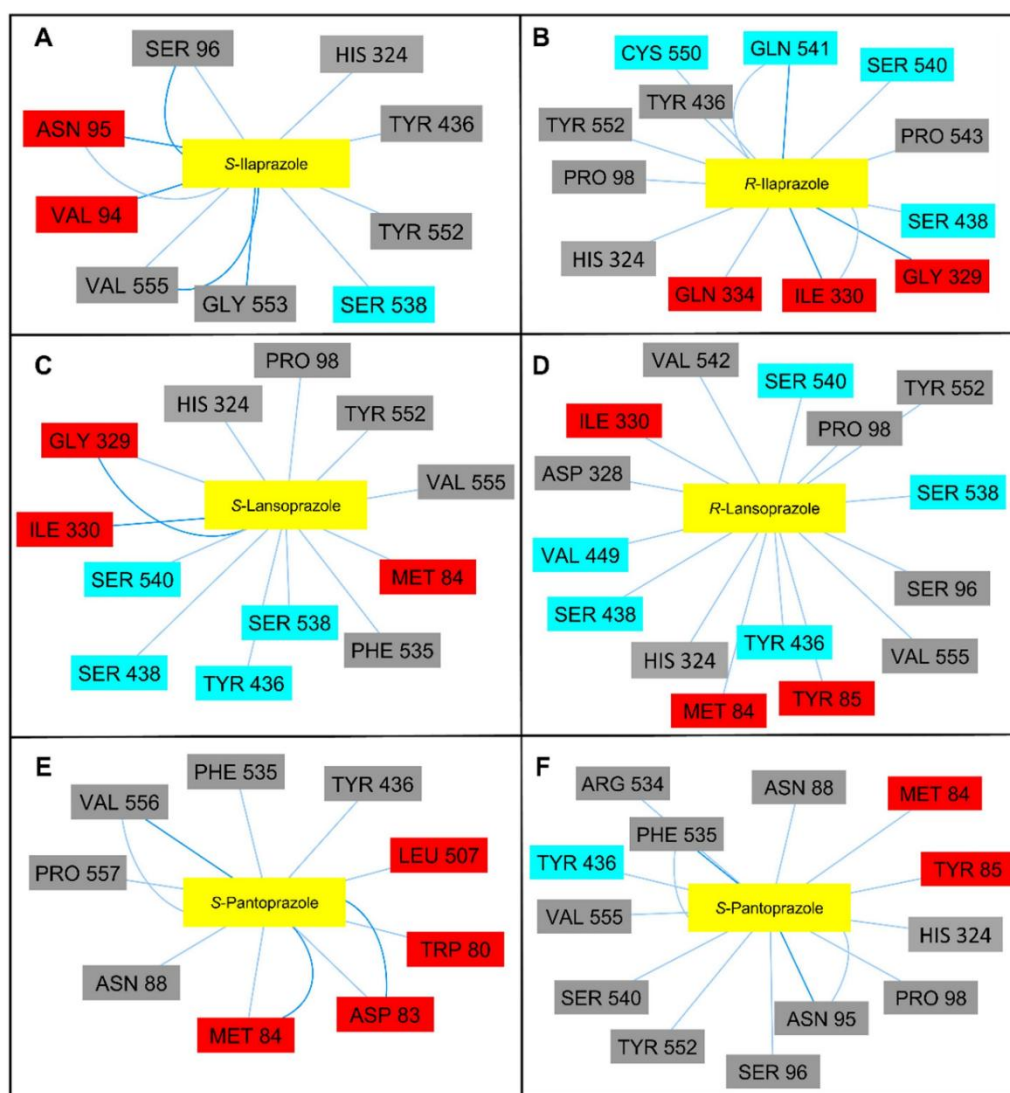 A
SER 96
HIS 324
ASN 95
TYR 436
S-Ilaprazole
VAL 94
TYR 552
VAL 555
GLY 553
SER 538
B
CYS 550
GLN 541
SER 540
TYR 436
TYR 552
PRO 543
PRO 98
R-Ilaprazole
SER 438
HIS 324
GLY 329
GLN 334
ILE 330
C
PRO 98
HIS 324
TYR 552
GLY 329
VAL 555
S-Lansoprazole
ILE 330
SER 540
MET 84
SER 538
PHE 535
SER 438
TYR 436
D
VAL 542
SER 540
TYR 552
ILE 330
PRO 98
ASP 328
SER 538
R-Lansoprazole
VAL 449
SER 96
SER 438
TYR 436
HIS 324
VAL 555
MET 84
TYR 85
E
PHE 535
TYR 436
VAL 556
LEU 507
PRO 557
S-Pantoprazole
TRP 80
ASN 88
ASP 83
MET 84
F
ARG 534
ASN 88
MET 84
PHE 535
TYR 436
TYR 85
S-Pantoprazole
VAL 555
HIS 324
SER 540
PRO 98
ASN 95
TYR 552
SER 96